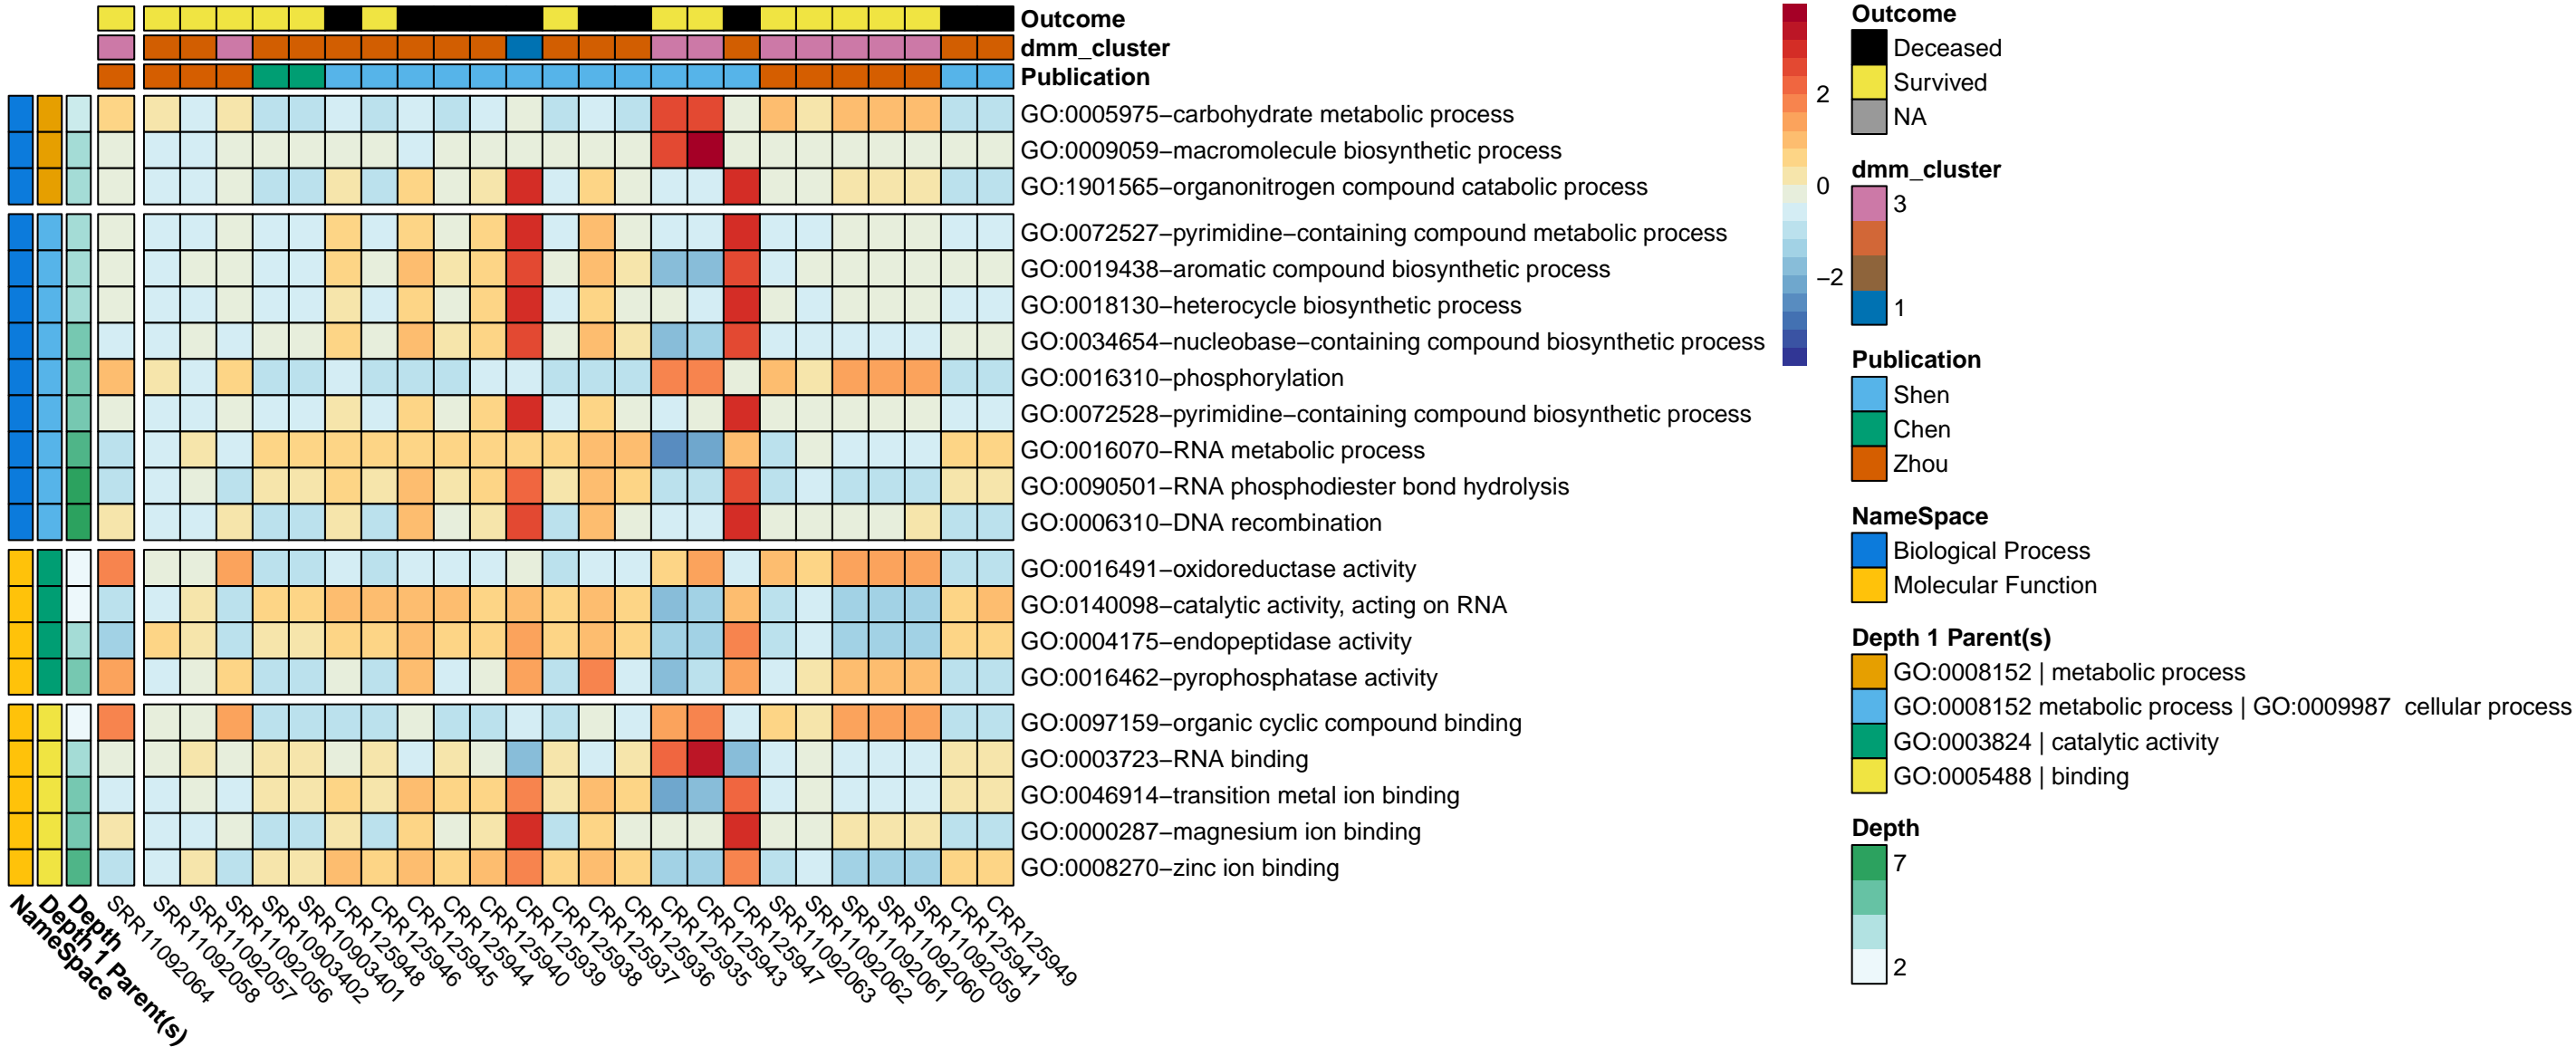 Outcome
dmm_cluster
Publication
GO:0005975−carbohydrate metabolic process
GO:0009059−macromolecule biosynthetic process
GO:1901565−organonitrogen compound catabolic process
GO:0072527−pyrimidine−containing compound metabolic process
GO:0019438−aromatic compound biosynthetic process
GO:0018130−heterocycle biosynthetic process
GO:0034654−nucleobase−containing compound biosynthetic process
GO:0016310−phosphorylation
GO:0072528−pyrimidine−containing compound biosynthetic process
GO:0016070−RNA metabolic process
GO:0090501−RNA phosphodiester bond hydrolysis
GO:0006310−DNA recombination
GO:0016491−oxidoreductase activity
GO:0140098−catalytic activity, acting on RNA
GO:0004175−endopeptidase activity
GO:0016462−pyrophosphatase activity
GO:0097159−organic cyclic compound binding
GO:0003723−RNA binding
GO:0046914−transition metal ion binding
GO:0000287−magnesium ion binding
GO:0008270−zinc ion binding
NameSpace
Depth 1 Parent(s)
Depth
SRR11092064
SRR11092058
SRR11092057
SRR11092056
SRR10903402
SRR10903401
CRR125948
CRR125946
CRR125945
CRR125944
CRR125940
CRR125939
CRR125938
CRR125937
CRR125936
CRR125935
CRR125943
CRR125947
SRR11092063
SRR11092062
SRR11092061
SRR11092060
SRR11092059
CRR125941
CRR125949
2
0
−2
Outcome
Deceased
Survived
NA
dmm_cluster
3
1
Publication
Shen
Chen
Zhou
NameSpace
Biological Process
Molecular Function
Depth 1 Parent(s)
GO:0008152 | metabolic process
GO:0008152 metabolic process | GO:0009987  cellular process
GO:0003824 | catalytic activity
GO:0005488 | binding
Depth
7
2